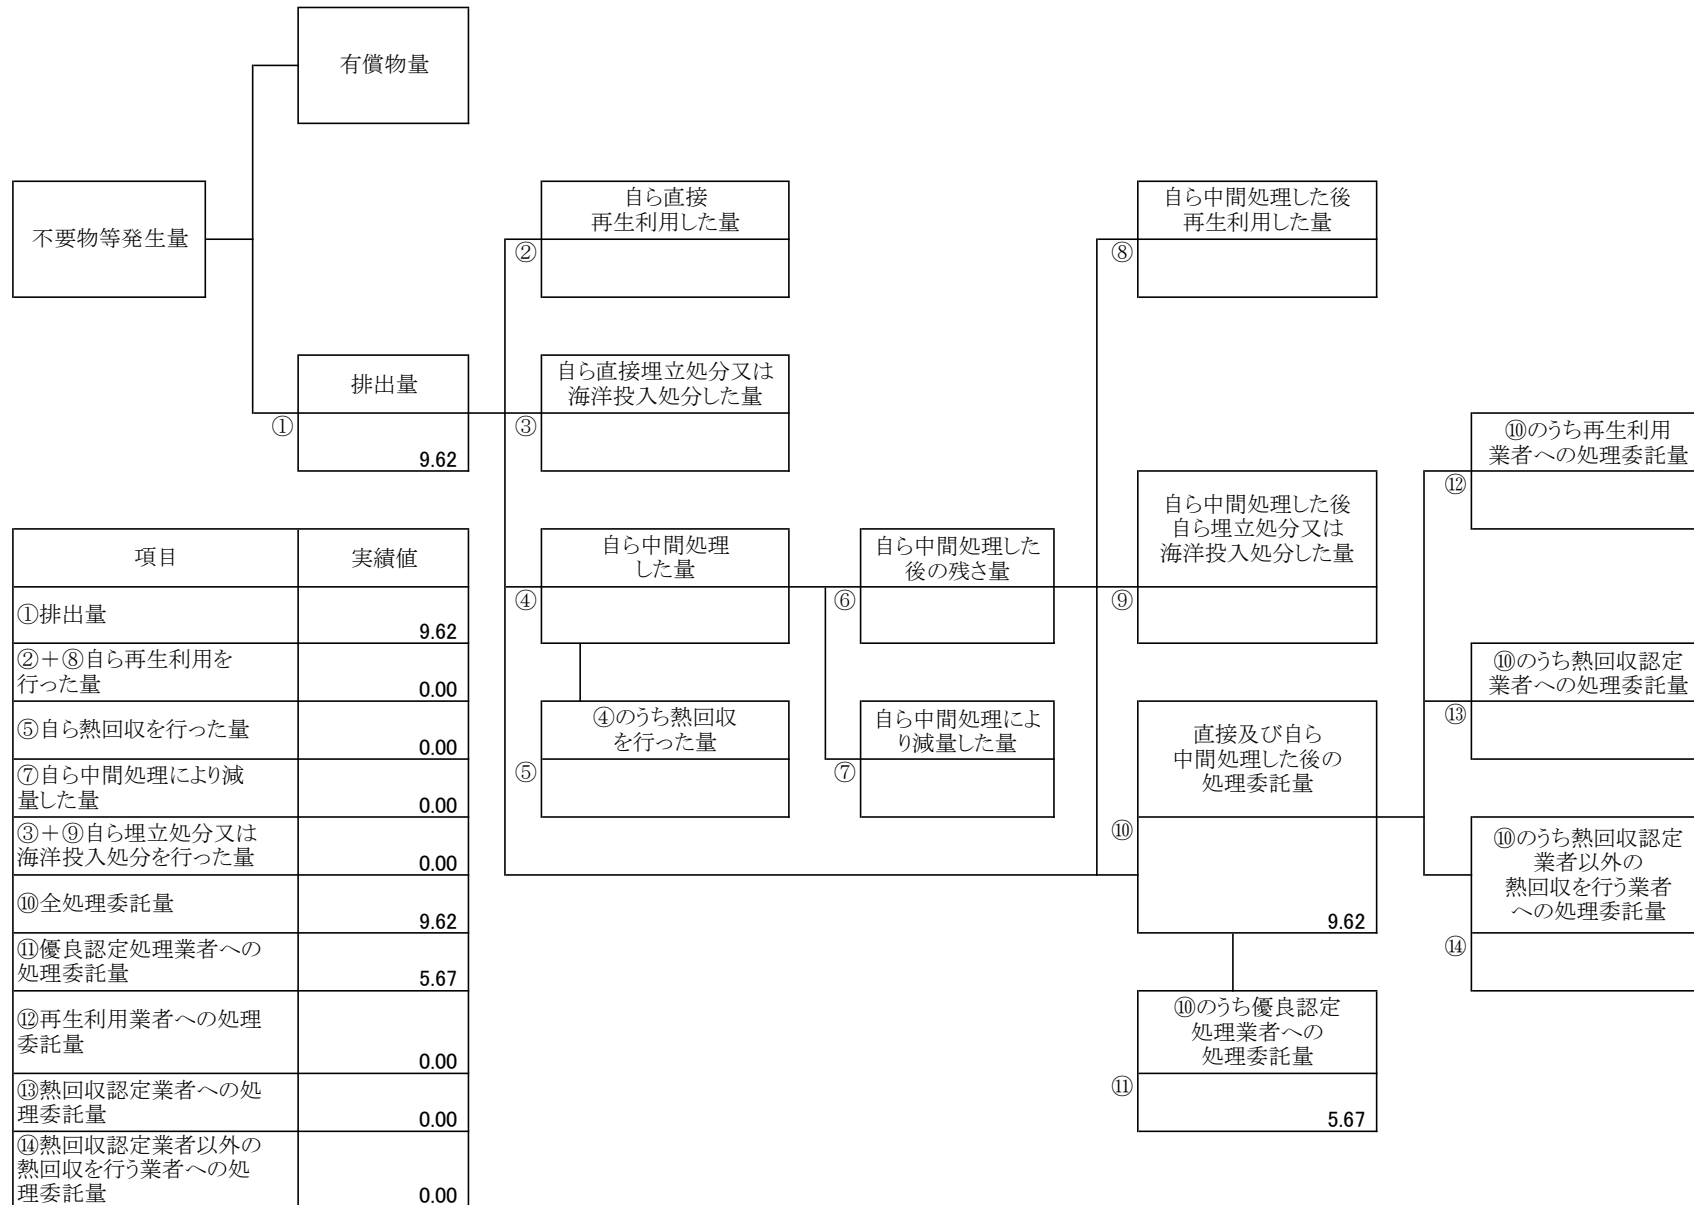 有償物量
不要物等発生量
自ら直接
再生利用した量
②
自ら中間処理した後
再生利用した量
⑧
排出量
①
9.62
自ら直接埋立処分又は
海洋投入処分した量
③
⑩のうち再生利用
業者への処理委託量
⑫
自ら中間処理した後
自ら埋立処分又は
海洋投入処分した量
⑨
自ら中間処理
した量
④
自ら中間処理した
後の残さ量
⑥
④のうち熱回収
を行った量
⑤
自ら中間処理によ
り減量した量
⑦
直接及び自ら
中間処理した後の
処理委託量
⑩
9.62
⑩のうち熱回収認定
業者への処理委託量
⑬
⑩のうち熱回収認定
業者以外の
熱回収を行う業者
への処理委託量
⑭
⑩のうち優良認定
処理業者への
処理委託量
⑪
5.67
項目
実績値
①排出量
9.62
②＋⑧自ら再生利用を
行った量
0.00
⑤自ら熱回収を行った量
0.00
⑦自ら中間処理により減
量した量
0.00
③＋⑨自ら埋立処分又は
海洋投入処分を行った量
0.00
⑩全処理委託量
9.62
⑪優良認定処理業者への
処理委託量
5.67
⑫再生利用業者への処理
委託量
0.00
⑬熱回収認定業者への処
理委託量
0.00
⑭熱回収認定業者以外の
熱回収を行う業者への処
理委託量
0.00